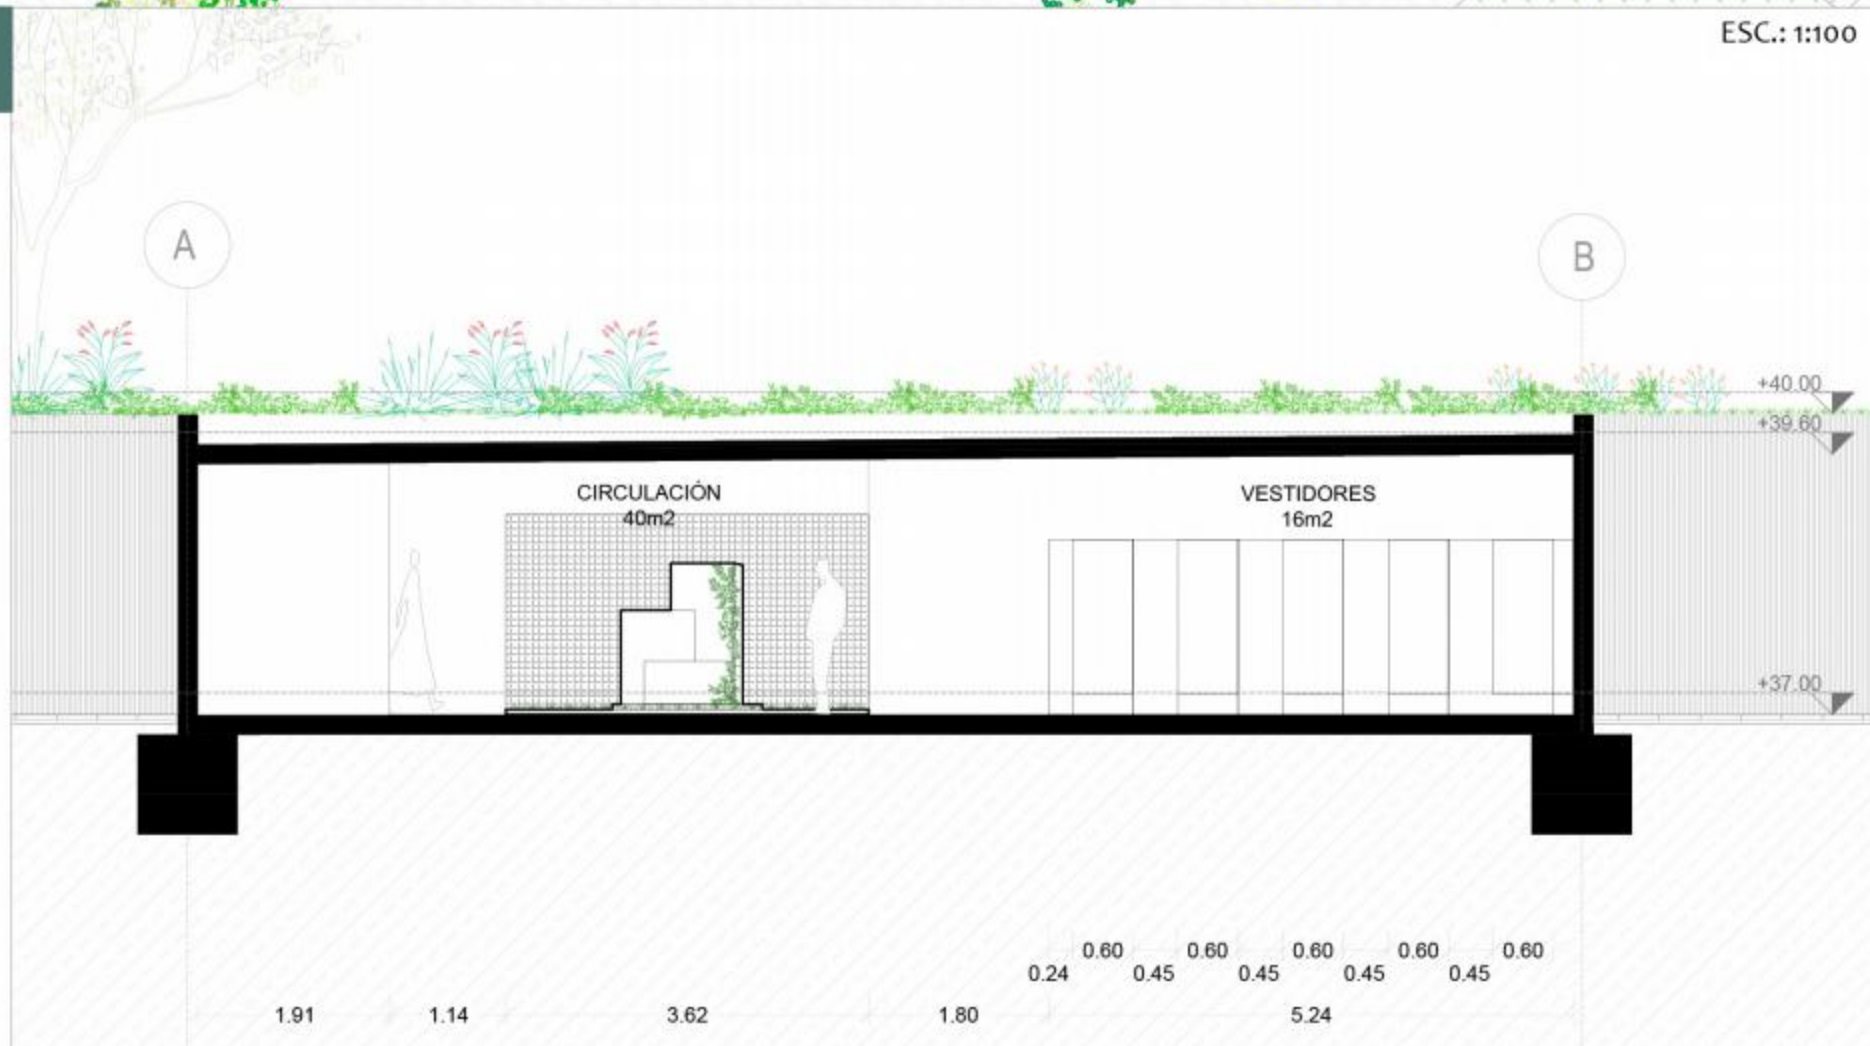 ESC.: 1:100
A
B
+40.00
+39.60
CIRCULACIÓN
40m2
VESTIDORES
16m2
+37.00
0.60 0.60 0.60 0.60 0.60
0.24 0.45 0.45 0.45 0.45
1.91 1.14 3.62 1.80 5.24